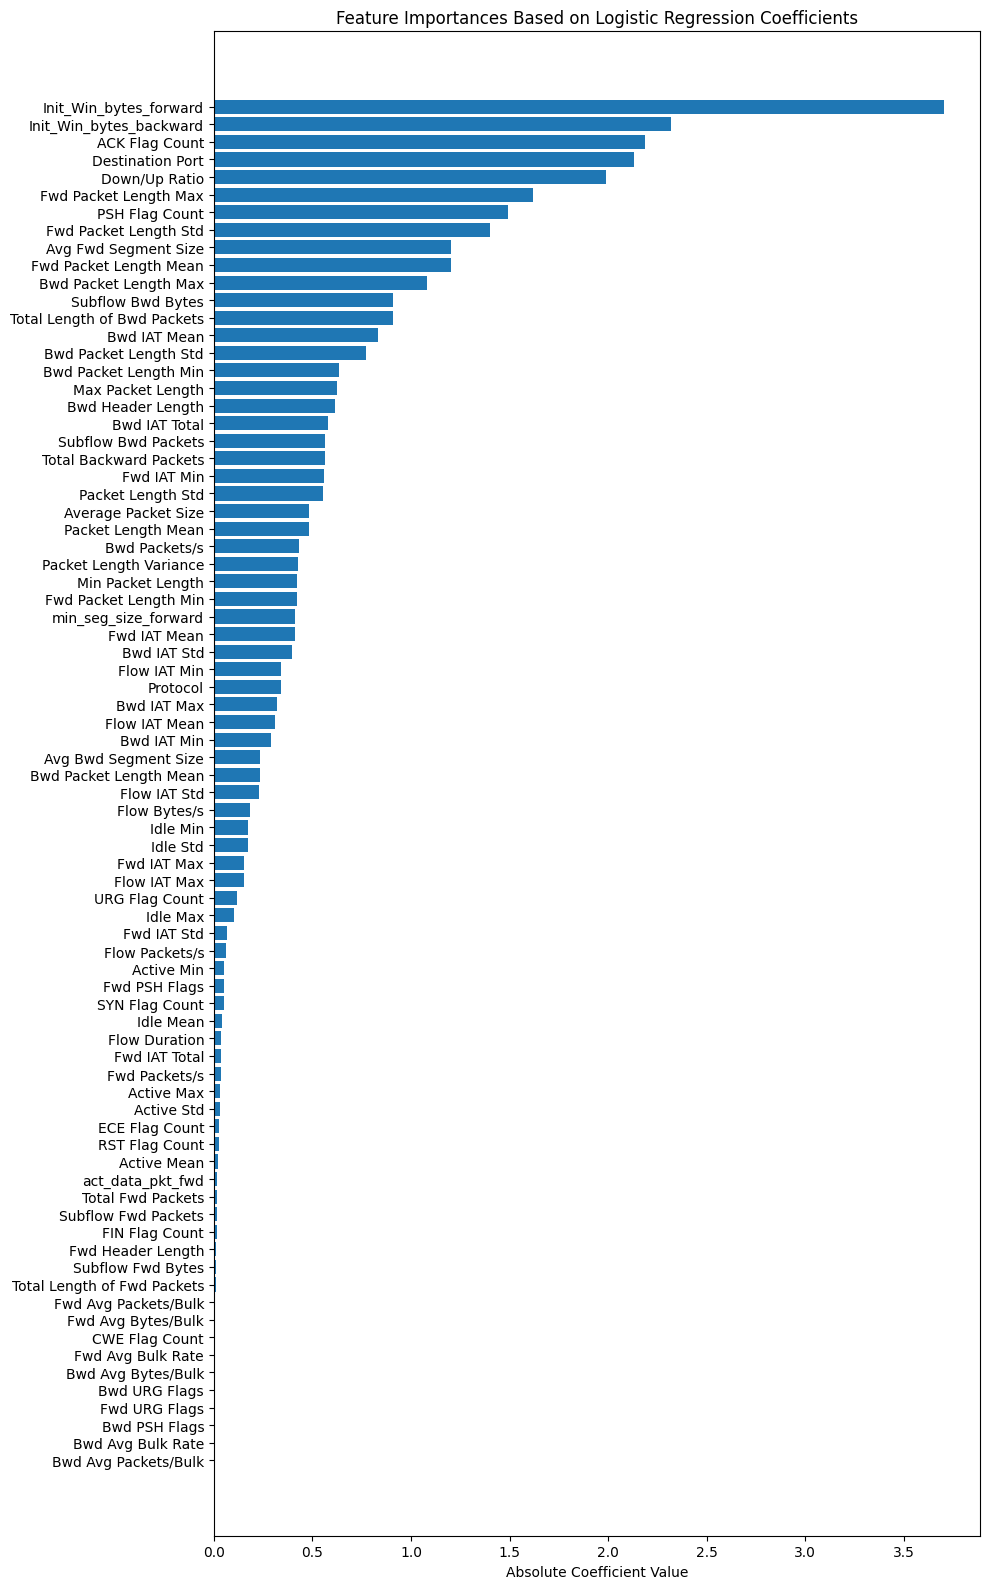 Feature Importances Based on Logistic Regression Coefficients
Init_Win_bytes_forward
Init_Win_bytes_backward
ACK Flag Count
Destination Port
Down/Up Ratio
Fwd Packet Length Max
PSH Flag Count
Fwd Packet Length Std
Avg Fwd Segment Size
Fwd Packet Length Mean
Bwd Packet Length Max
Subflow Bwd Bytes
Total Length of Bwd Packets
Bwd IAT Mean
Bwd Packet Length Std
Bwd Packet Length Min
Max Packet Length
Bwd Header Length
Bwd IAT Total
Subflow Bwd Packets
Total Backward Packets
Fwd IAT Min
Packet Length Std
Average Packet Size
Packet Length Mean
Bwd Packets/s
Packet Length Variance
Min Packet Length
Fwd Packet Length Min
min_seg_size_forward
Fwd IAT Mean
Bwd IAT Std
Flow IAT Min
Protocol
Bwd IAT Max
Flow IAT Mean
Bwd IAT Min
Avg Bwd Segment Size
Bwd Packet Length Mean
Flow IAT Std
Flow Bytes/s
Idle Min
Idle Std
Fwd IAT Max
Flow IAT Max
URG Flag Count
Idle Max
Fwd IAT Std
Flow Packets/s
Active Min
Fwd PSH Flags
SYN Flag Count
Idle Mean
Flow Duration
Fwd IAT Total
Fwd Packets/s
Active Max
Active Std
ECE Flag Count
RST Flag Count
Active Mean
act_data_pkt_fwd
Total Fwd Packets
Subflow Fwd Packets
FIN Flag Count
Fwd Header Length
Subflow Fwd Bytes
Total Length of Fwd Packets
Fwd Avg Packets/Bulk
Fwd Avg Bytes/Bulk
CWE Flag Count
Fwd Avg Bulk Rate
Bwd Avg Bytes/Bulk
Bwd URG Flags
Fwd URG Flags
Bwd PSH Flags
Bwd Avg Bulk Rate
Bwd Avg Packets/Bulk
0.0 0.5 1.0 1.5 2.0 2.5 3.0 3.5
Absolute Coefficient Value